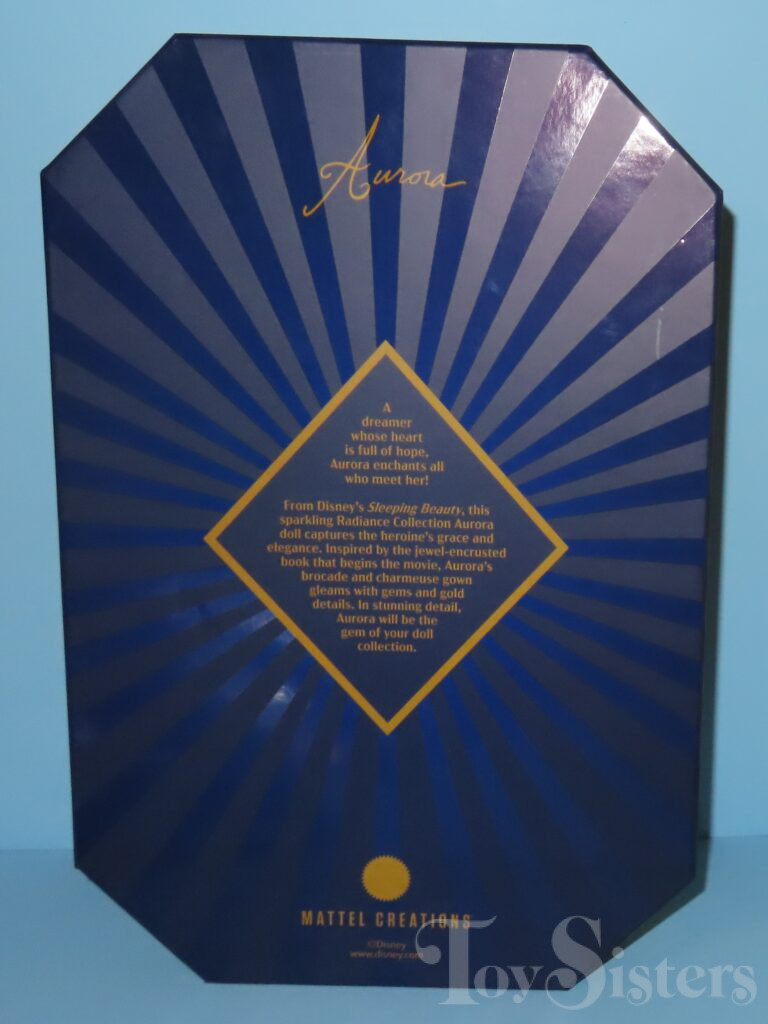 Aurora
A
dreamer
whose heart
is full of hope,
Aurora enchants all
who meet her!
From Disney's Sleeping Beauty, this
sparkling Radiance Collection Aurora
doll captures the heroine's grace and
elegance. Inspired by the jewel-encrusted
book that begins the movie, Aurora's
brocade and charmeuse gown
gleams with gems and gold
details. In stunning detail,
Aurora will be the
gem of your doll
collection.
MATTEL CREATIONS
©Disney
www.disney.com
ToySisters